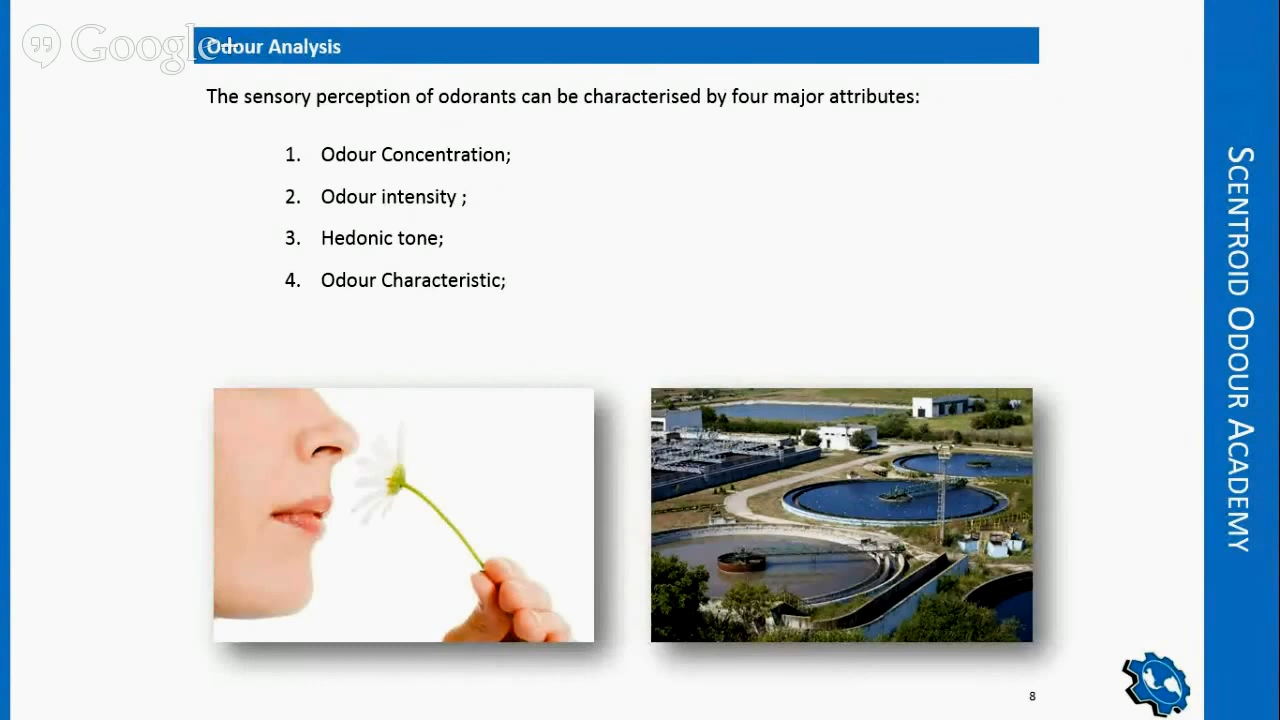 Google+
Odour Analysis
The sensory perception of odorants can be characterised by four major attributes:
1. Odour Concentration;
2. Odour intensity ;
3. Hedonic tone;
4. Odour Characteristic;
SCENTROID ODOUR ACADEMY
8